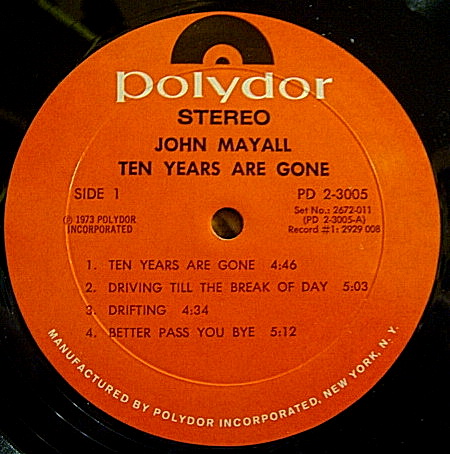 polydor
STEREO
JOHN MAYALL
TEN YEARS ARE GONE
SIDE 1
PD 2-3005
℗ 1973 POLYDOR
INCORPORATED
Set No.: 2672-011
(PD 2-3005-A)
Record #1: 2929 008
1. TEN YEARS ARE GONE 4:46
2. DRIVING TILL THE BREAK OF DAY 5:03
3. DRIFTING 4:34
4. BETTER PASS YOU BYE 5:12
MANUFACTURED BY POLYDOR INCORPORATED, NEW YORK, N. Y.